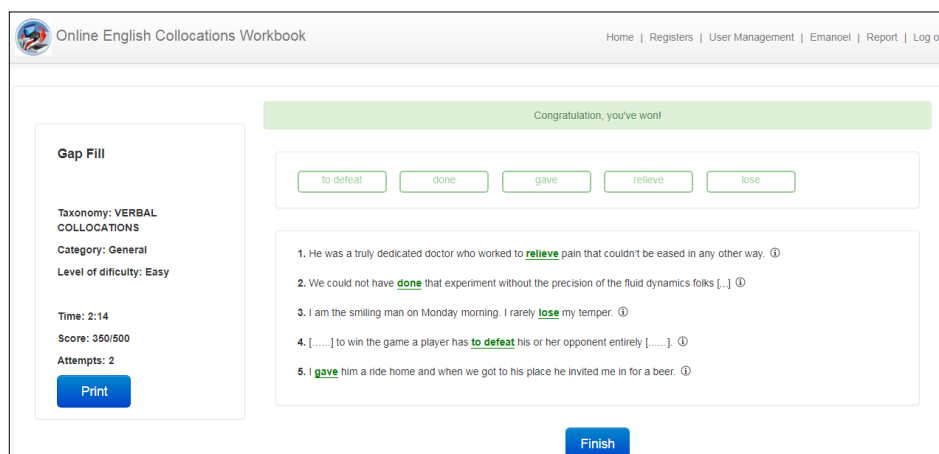 Online English Collocations Workbook
Home | Registers | User Management | Emanoel | Report | Log o
Congratulation, you've won!
Gap Fill
to defeat done gave relieve lose
Taxonomy: VERBAL
COLLOCATIONS
Category: General
Level of dificulty: Easy
Time: 2:14
Score: 350/500
Attempts: 2
Print
1. He was a truly dedicated doctor who worked to relieve pain that couldn't be eased in any other way.
2. We could not have done that experiment without the precision of the fluid dynamics folks [...]
3. I am the smiling man on Monday morning. I rarely lose my temper.
4. [......] to win the game a player has to defeat his or her opponent entirely [......].
5. I gave him a ride home and when we got to his place he invited me in for a beer.
Finish